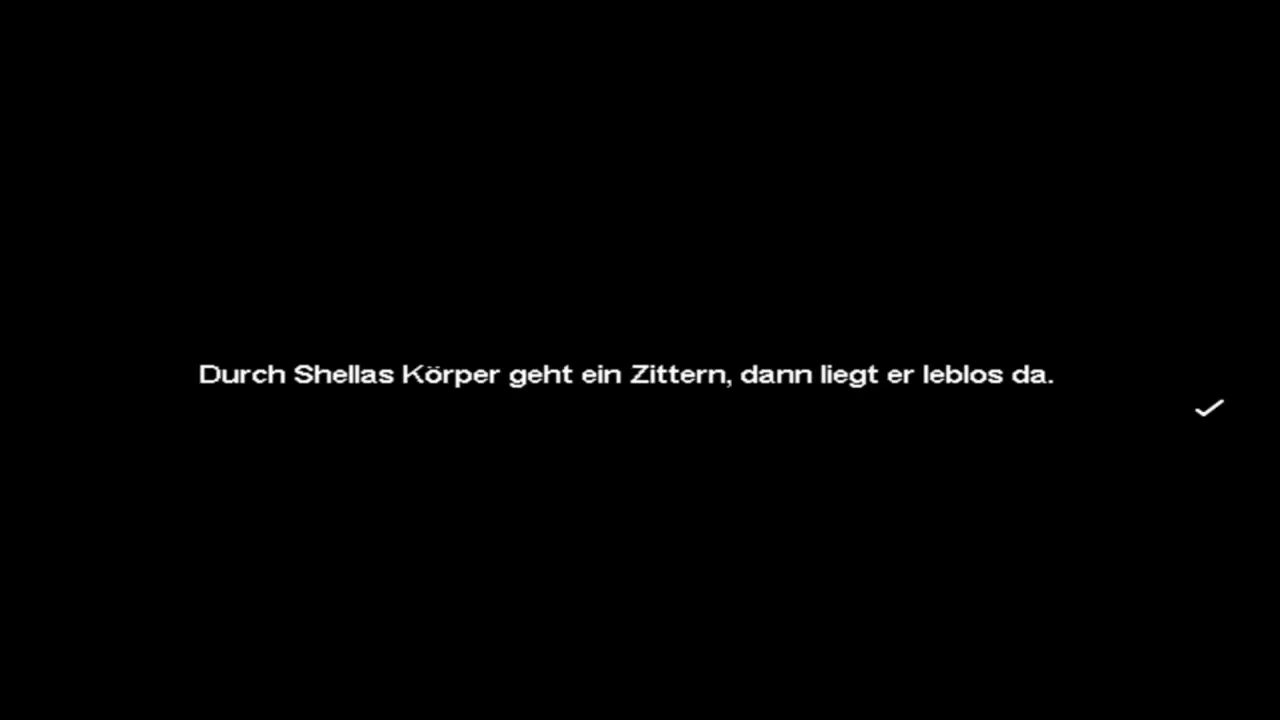 Durch Shellas Körper geht ein Zittern, dann liegt er leblos da.